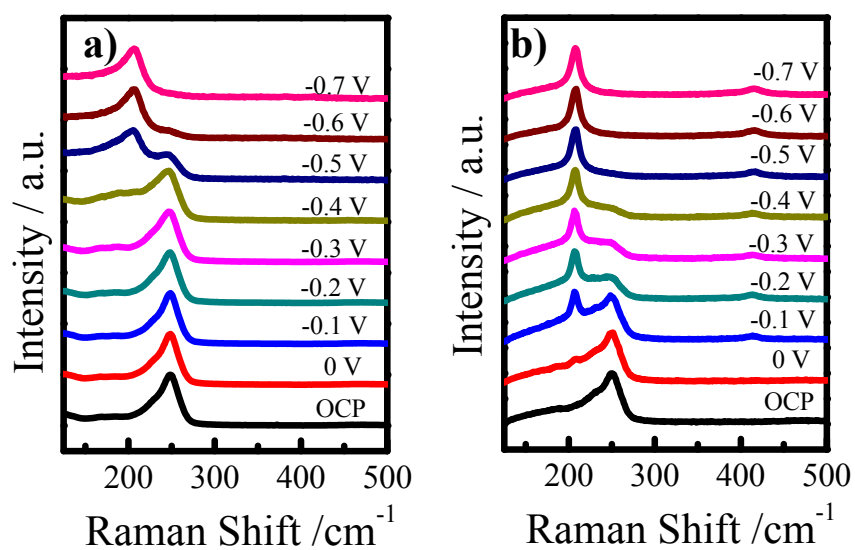 a)
-0.7 V
-0.6 V
-0.5 V
-0.4 V
-0.3 V
-0.2 V
-0.1 V
0 V
OCP
200 300 400 500
Raman Shift /cm-1
Intensity / a.u.
b)
-0.7 V
-0.6 V
-0.5 V
-0.4 V
-0.3 V
-0.2 V
-0.1 V
0 V
OCP
200 300 400 500
Raman Shift /cm-1
Intensity / a.u.